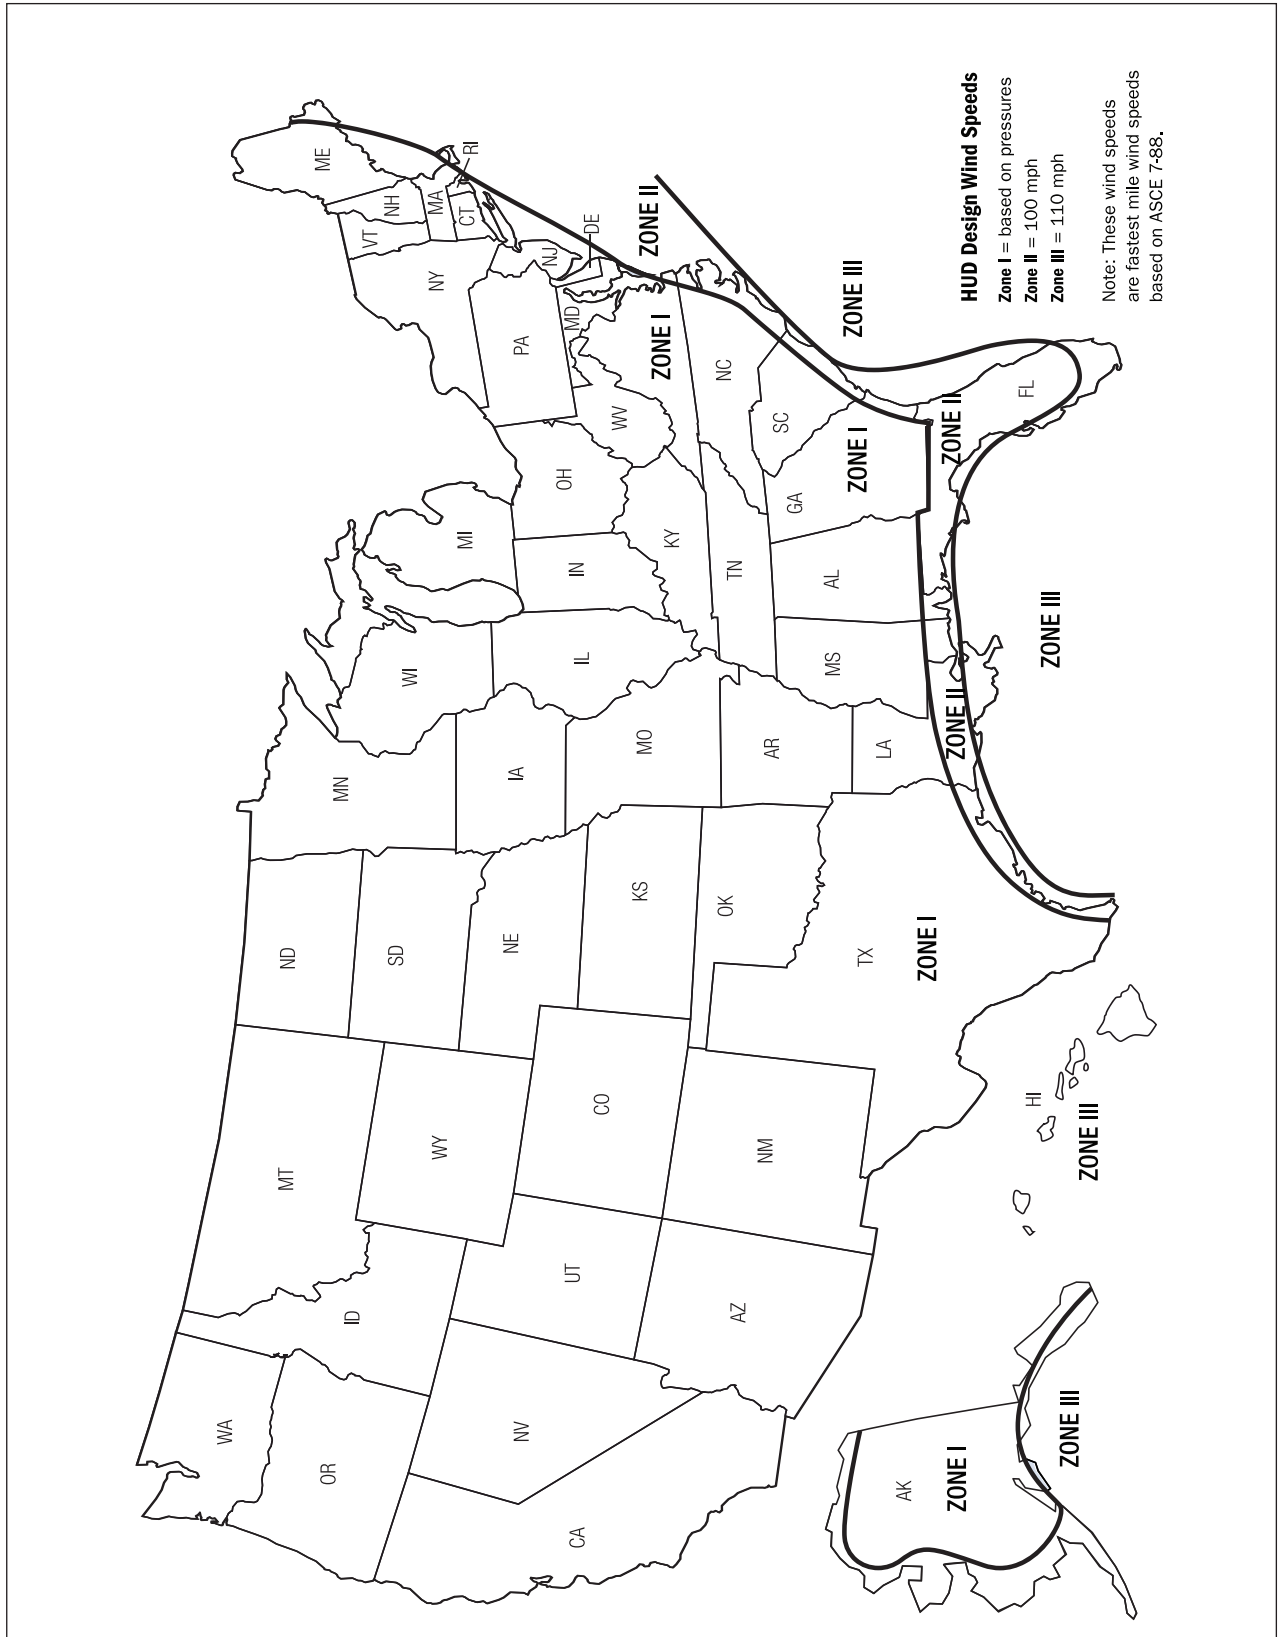 WA
OR
CA
NV
ID
MT
WY
UT
AZ
CO
NM
ND
SD
NE
KS
OK
TX
ZONE I
MN
IA
MO
AR
LA
ZONE II
WI
IL
MS
MI
IN
OH
KY
TN
AL
GA
ZONE I
SC
NC
ZONE I
WV
PA
MD
NY
VT
NH
ME
MA
CT
RI
NJ
DE
ZONE II
ZONE III
ZONE II
FL
ZONE III
AK
ZONE I
ZONE III
HI
ZONE III
HUD Design Wind Speeds
Zone I = based on pressures
Zone II = 100 mph
Zone III = 110 mph
Note: These wind speeds
are fastest mile wind speeds
based on ASCE 7-88.